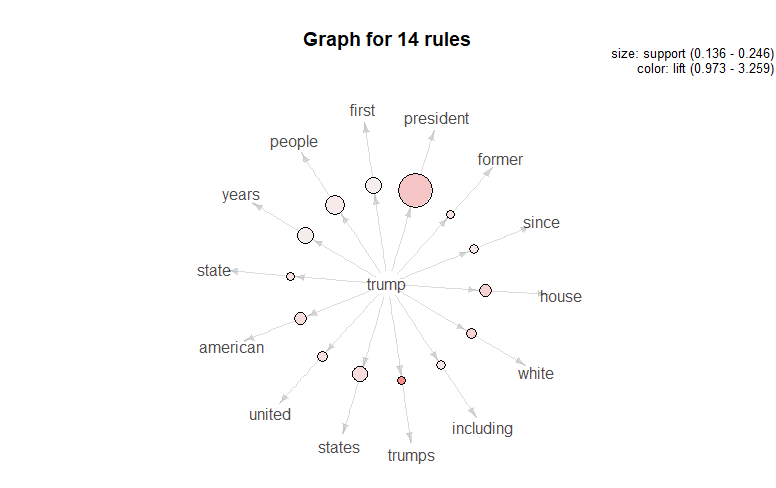 Graph for 14 rules
size: support (0.136 - 0.246)
color: lift (0.973 - 3.259)
first
president
people
former
years
since
state
trump
house
american
white
united
including
states
trumps